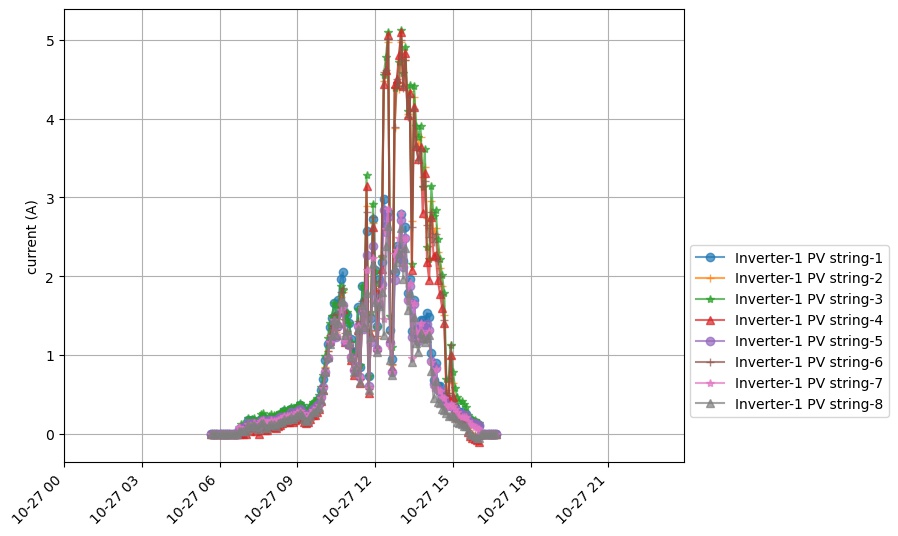 current (A)
5
4
3
2
1
0
10-27 00
10-27 03
10-27 06
10-27 09
10-27 12
10-27 15
10-27 18
10-27 21
Inverter-1 PV string-1
Inverter-1 PV string-2
Inverter-1 PV string-3
Inverter-1 PV string-4
Inverter-1 PV string-5
Inverter-1 PV string-6
Inverter-1 PV string-7
Inverter-1 PV string-8